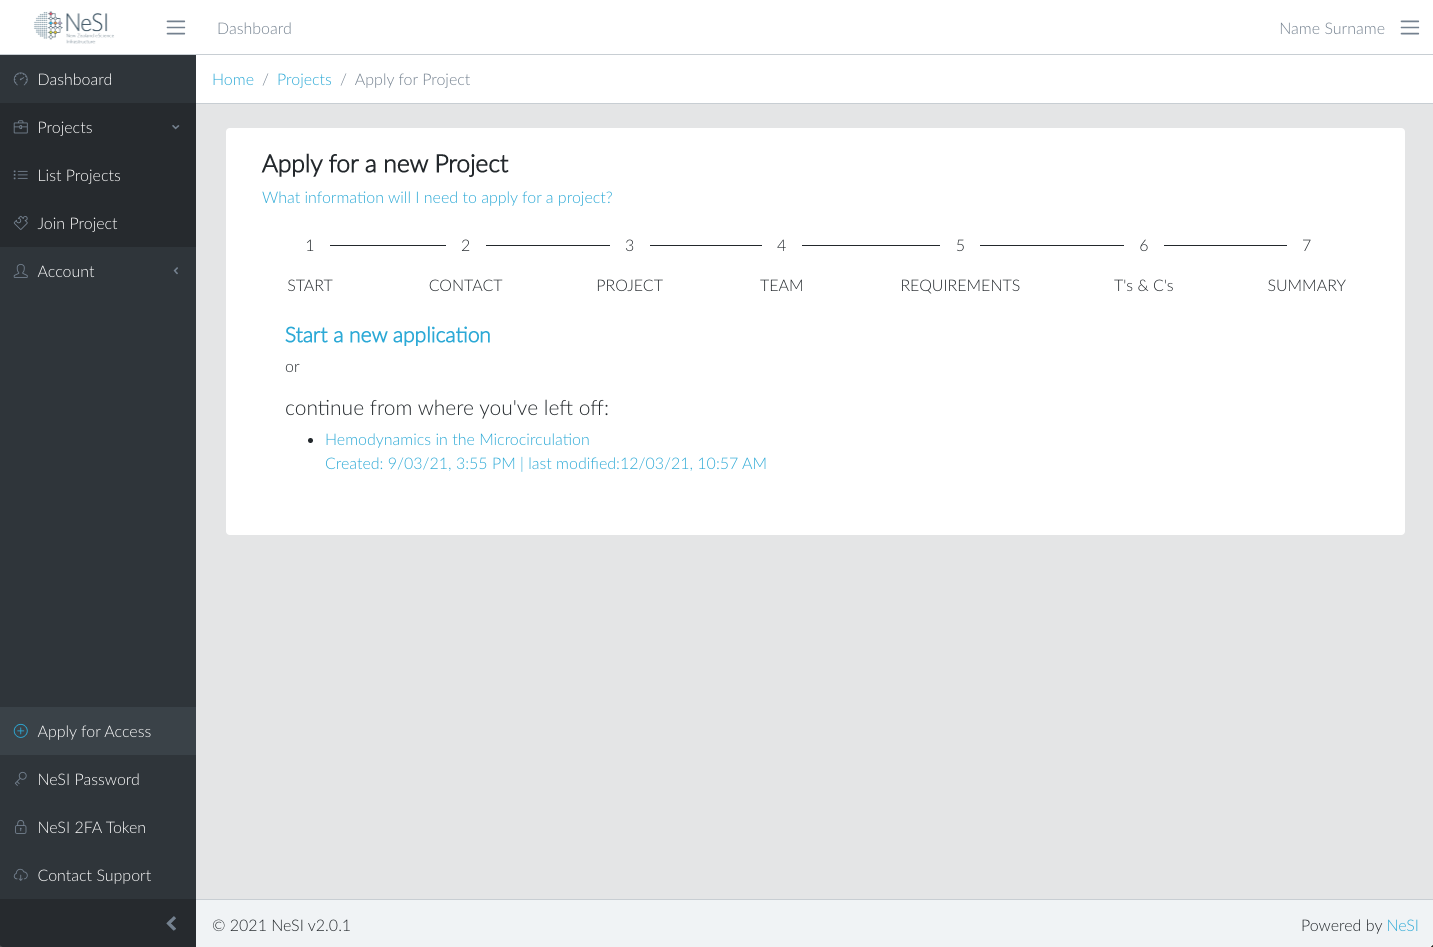 NeSI
New Zealand eScience
Infrastructure
Dashboard
Name Surname
Dashboard
Projects
List Projects
Join Project
Account
Apply for Access
NeSI Password
NeSI 2FA Token
Contact Support
Home / Projects / Apply for Project
Apply for a new Project
What information will I need to apply for a project?
1 2 3 4 5 6 7
START CONTACT PROJECT TEAM REQUIREMENTS T's & C's SUMMARY
Start a new application
or
continue from where you've left off:
Hemodynamics in the Microcirculation
Created: 9/03/21, 3:55 PM | last modified:12/03/21, 10:57 AM
© 2021 NeSI v2.0.1
Powered by NeSI